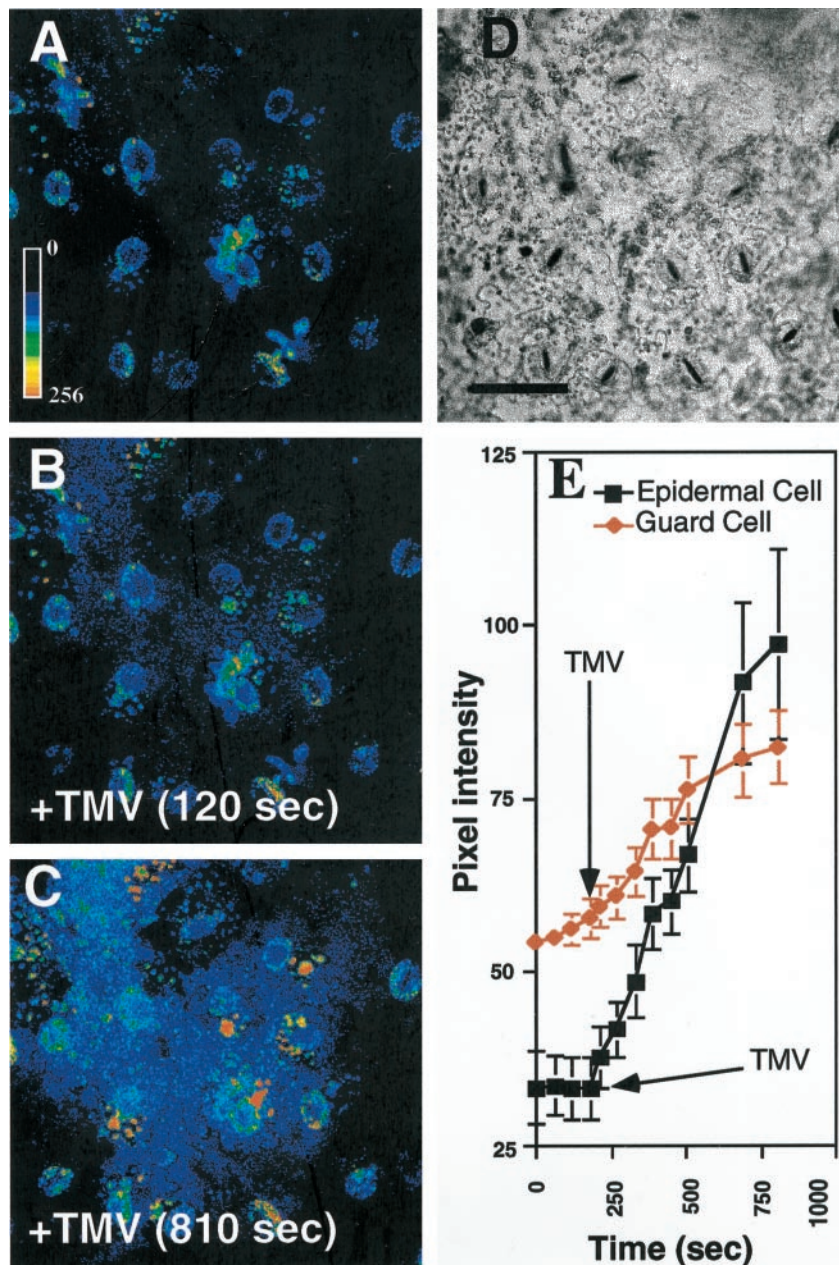 A
0
256
B
+TMV (120 sec)
C
+TMV (810 sec)
D
E
Epidermal Cell
Guard Cell
TMV
TMV
Pixel intensity
125
100
75
50
25
0
250
500
750
1000
Time (sec)